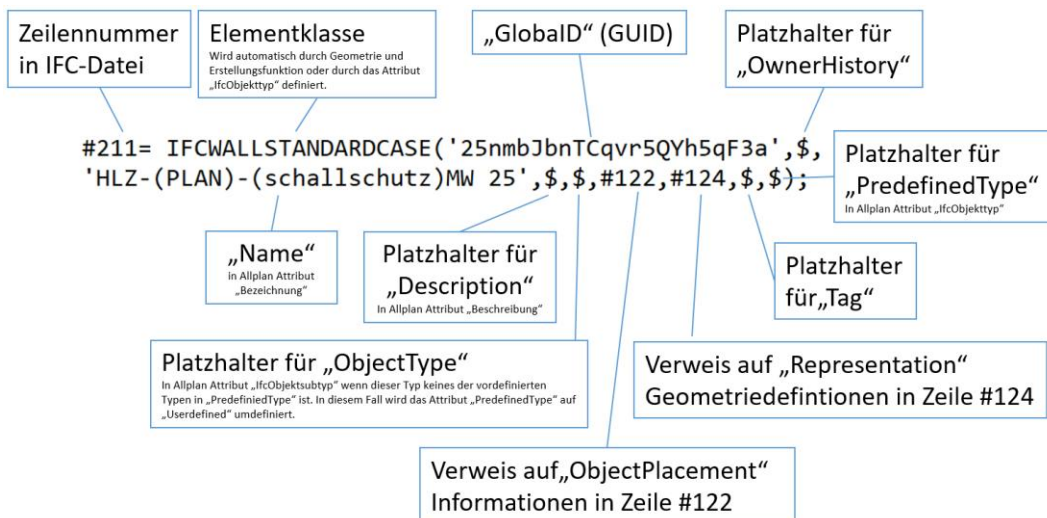 Zeilennummer
in IFC-Datei
Elementklasse
Wird automatisch durch Geometrie und
Erstellungsfunktion oder durch das Attribut
„IfcObjekttyp“ definiert.
„GlobaID“ (GUID)
Platzhalter für
„OwnerHistory“
#211= IFCWALLSTANDARDCASE('25nmbJbnTCqvr5QYh5qF3a',$,
'HLZ-(PLAN)-(schallschutz)MW 25',$,$,#122,#124,$,$);
Platzhalter für
„PredefinedType“
In Allplan Attribut „IfcObjekttyp“
„Name“
in Allplan Attribut
„Bezeichnung“
Platzhalter für
„Description“
In Allplan Attribut „Beschreibung“
Platzhalter
für„Tag“
Platzhalter für „ObjectType“
In Allplan Attribut „IfcObjektsubtyp“ wenn dieser Typ keines der vordefinierten
Typen in „PredefiniedType“ ist. In diesem Fall wird das Attribut „PredefinedType“ auf
„Userdefined“ umdefiniert.
Verweis auf „Representation“
Geometriedefintionen in Zeile #124
Verweis auf„ObjectPlacement“
Informationen in Zeile #122